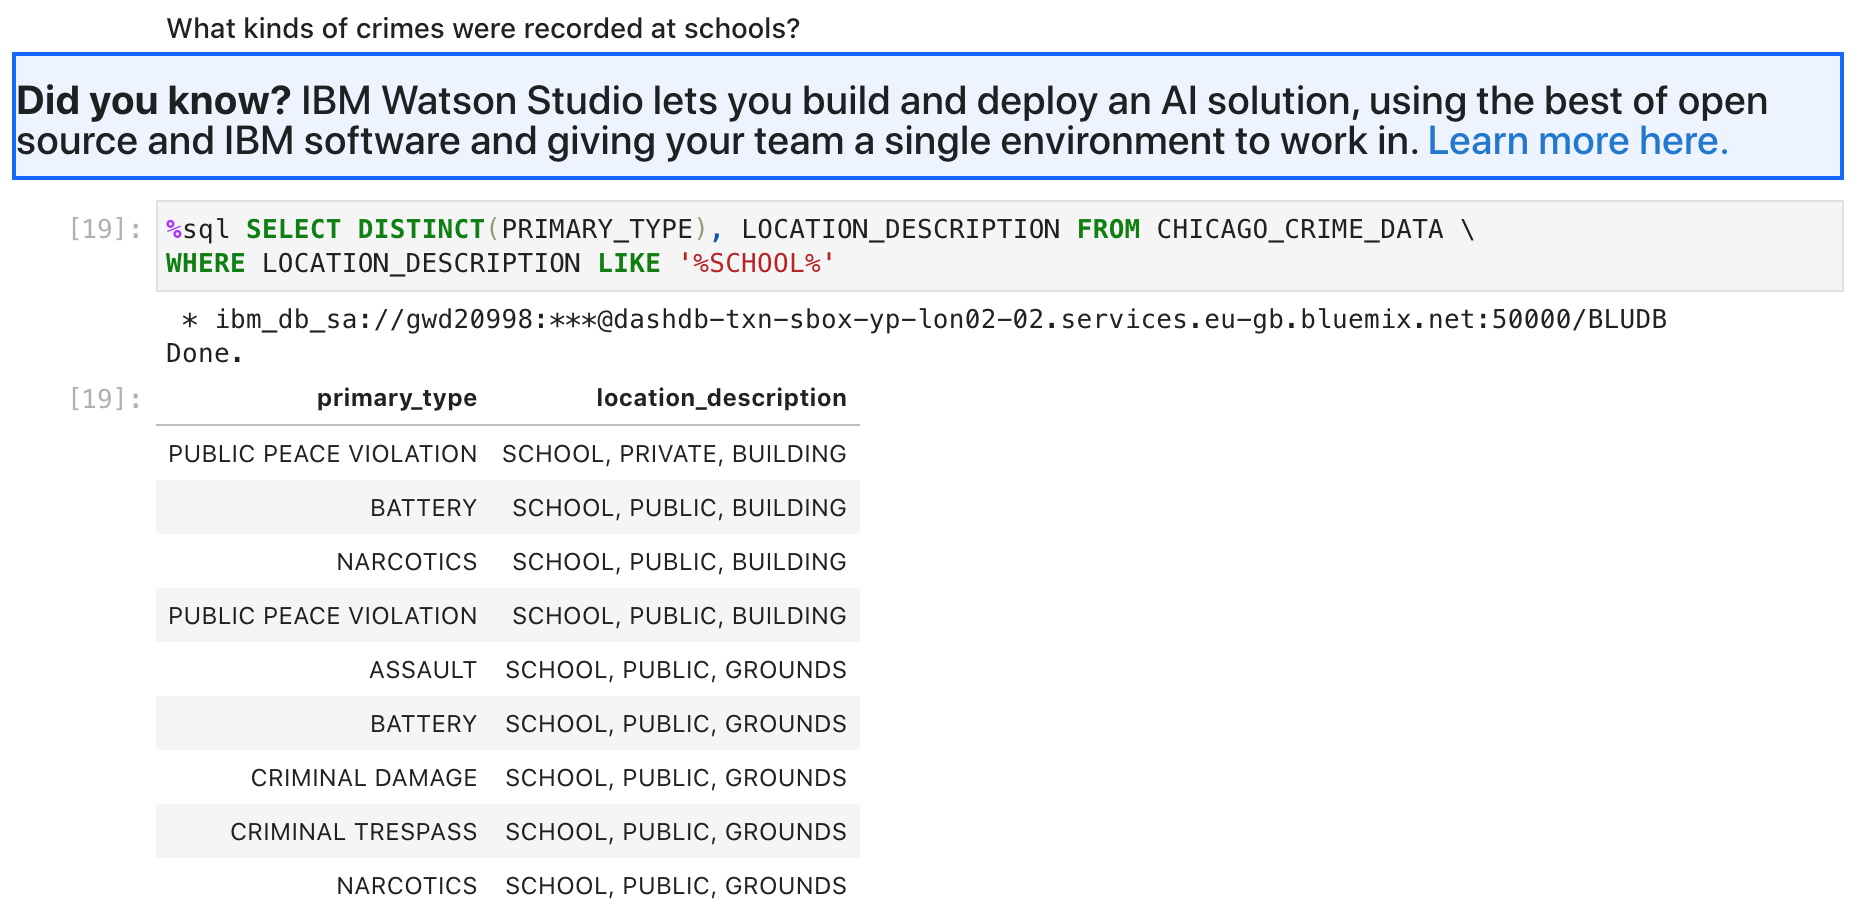 What kinds of crimes were recorded at schools?
Did you know? IBM Watson Studio lets you build and deploy an AI solution, using the best of open
source and IBM software and giving your team a single environment to work in. Learn more here.
[19]: %sql SELECT DISTINCT(PRIMARY_TYPE), LOCATION_DESCRIPTION FROM CHICAGO_CRIME_DATA \
WHERE LOCATION_DESCRIPTION LIKE '%SCHOOL%'
* ibm_db_sa://gwd20998:***@dashdb-txn-sbox-yp-lon02-02.services.eu-gb.bluemix.net:50000/BLUDB
Done.
[19]: primary_type location_description
PUBLIC PEACE VIOLATION SCHOOL, PRIVATE, BUILDING
BATTERY SCHOOL, PUBLIC, BUILDING
NARCOTICS SCHOOL, PUBLIC, BUILDING
PUBLIC PEACE VIOLATION SCHOOL, PUBLIC, BUILDING
ASSAULT SCHOOL, PUBLIC, GROUNDS
BATTERY SCHOOL, PUBLIC, GROUNDS
CRIMINAL DAMAGE SCHOOL, PUBLIC, GROUNDS
CRIMINAL TRESPASS SCHOOL, PUBLIC, GROUNDS
NARCOTICS SCHOOL, PUBLIC, GROUNDS